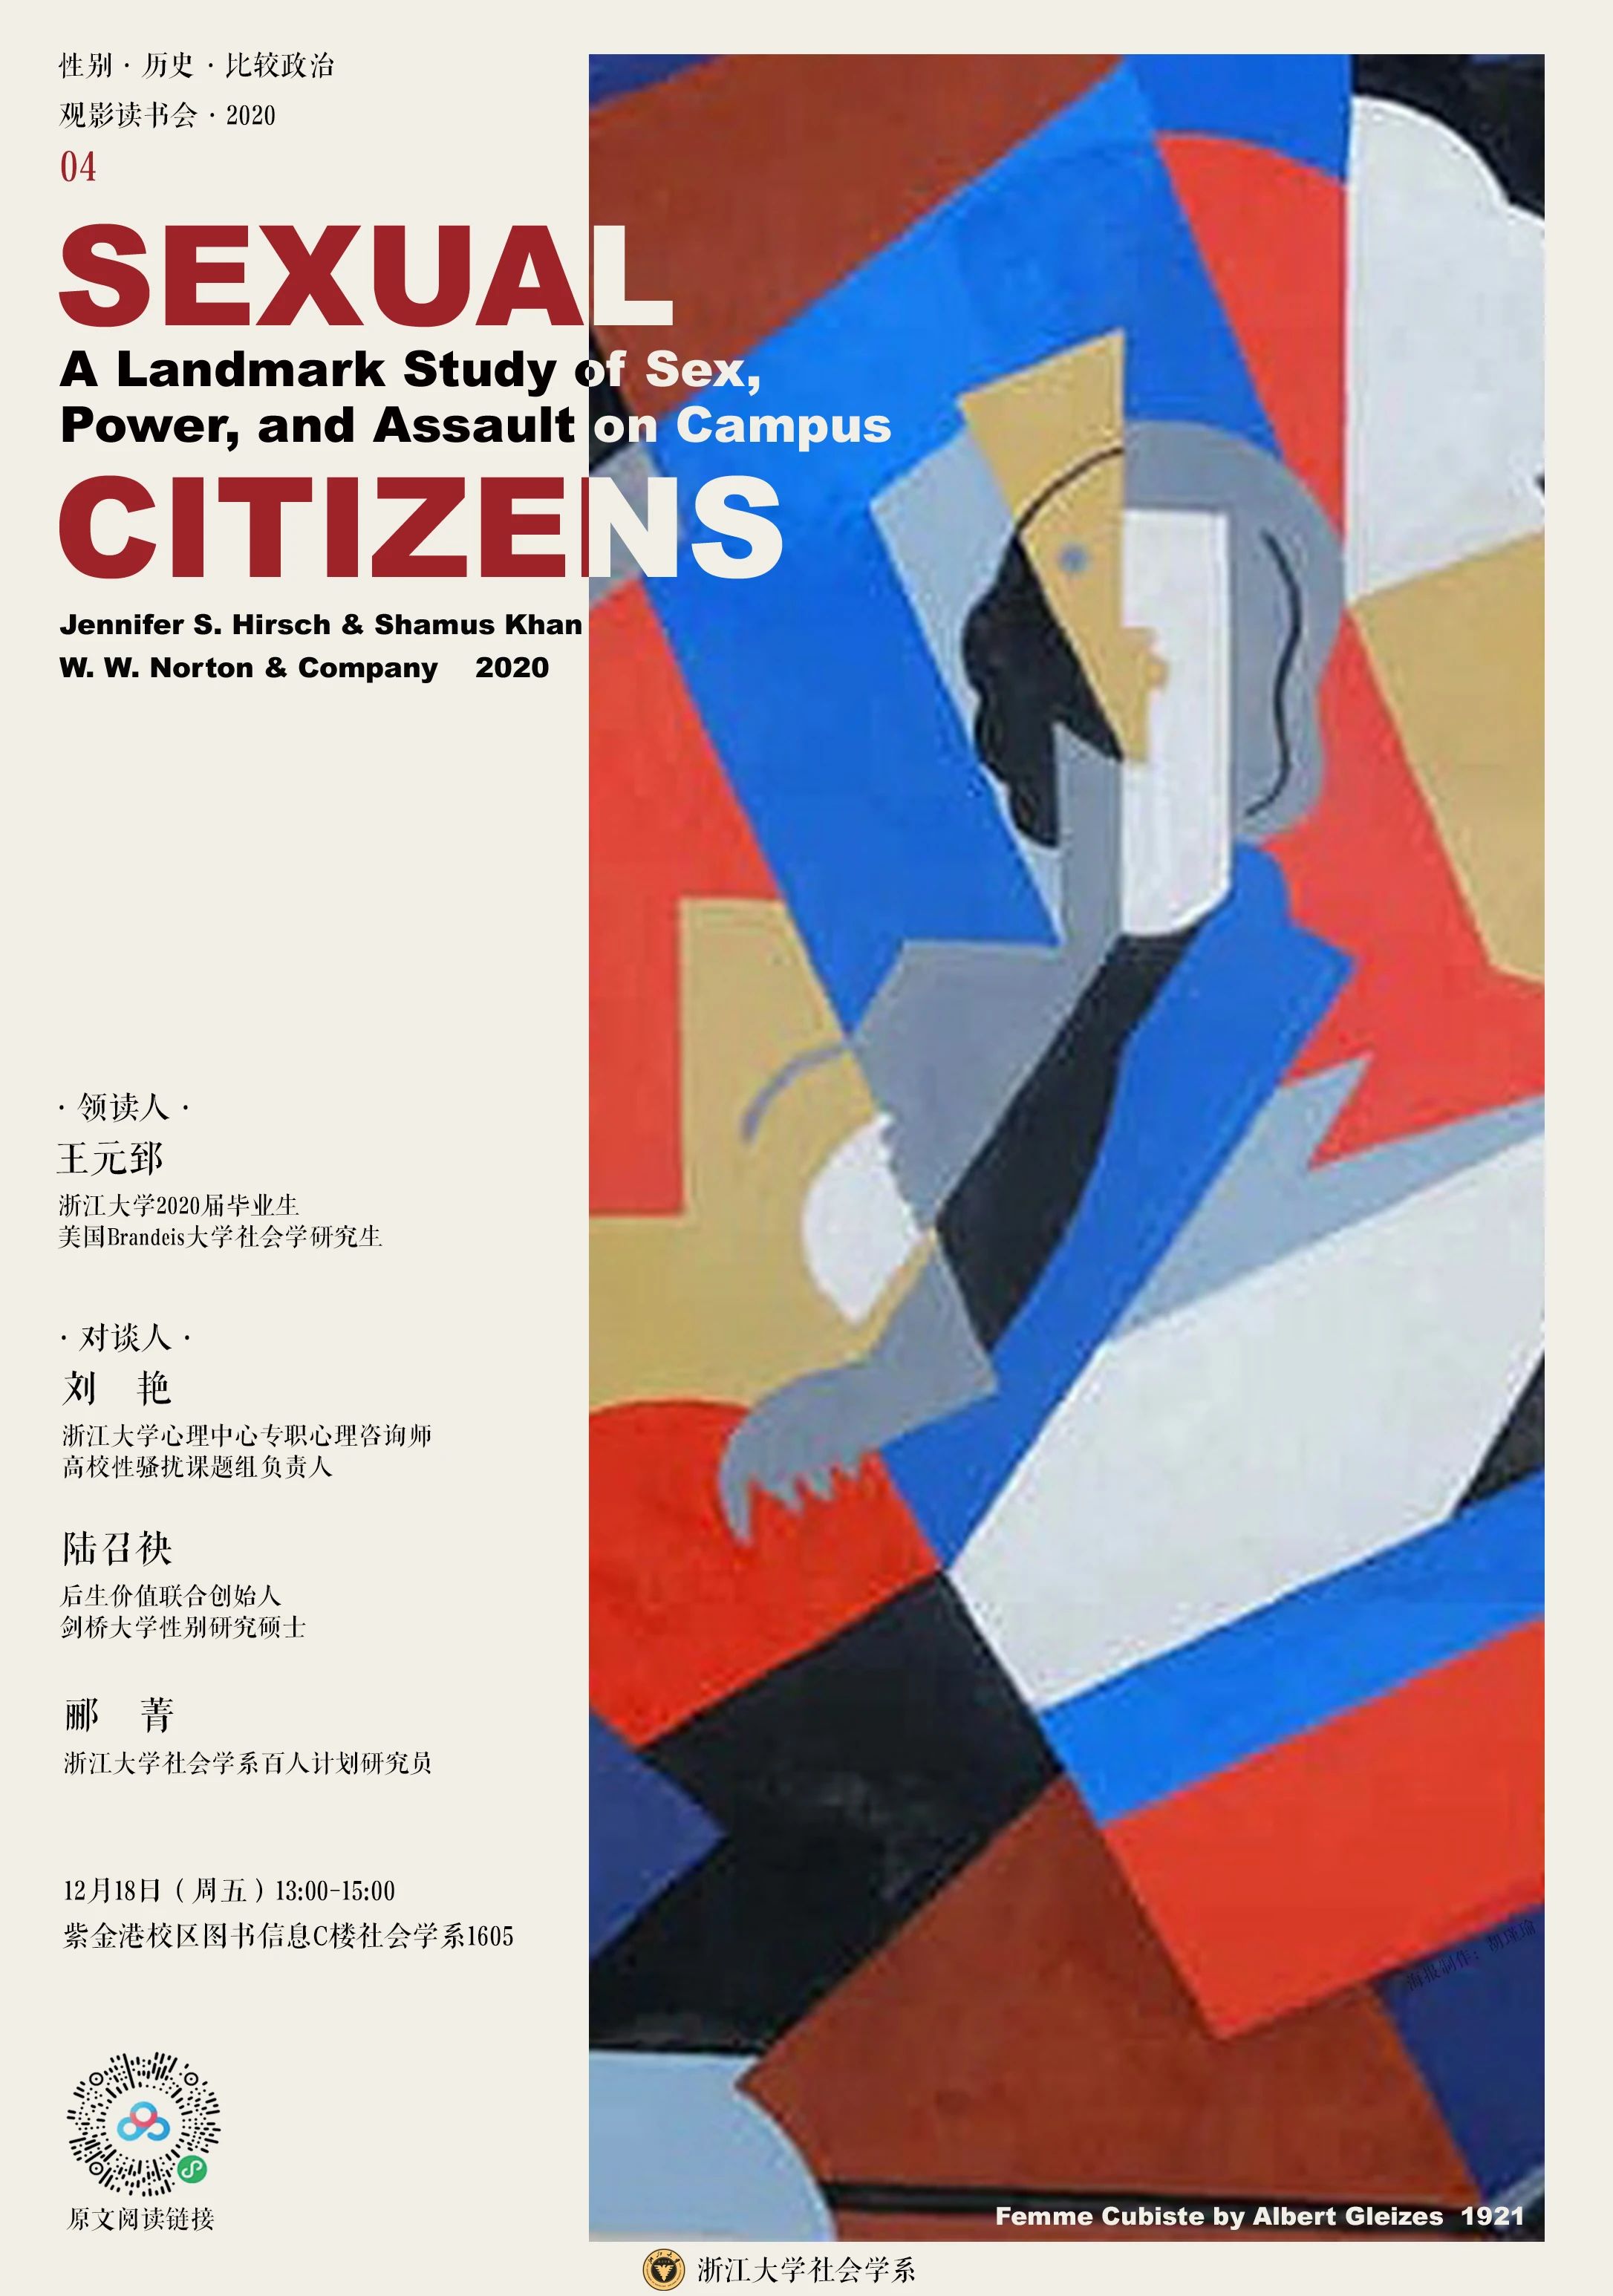 性别 · 历史 · 比较政治
观影读书会 · 2020
04
SEXUAL
A Landmark Study of Sex,
Power, and Assault on Campus
CITIZENS
Jennifer S. Hirsch & Shamus Khan
W. W. Norton & Company 2020
· 领读人 ·
王元郅
浙江大学2020届毕业生
美国Brandeis大学社会学研究生
· 对谈人 ·
刘 艳
浙江大学心理中心专职心理咨询师
高校性骚扰课题组负责人
陆召袂
后生价值联合创始人
剑桥大学性别研究硕士
郦 菁
浙江大学社会学系百人计划研究员
12月18日（周五）13:00-15:00
紫金港校区图书信息C楼社会学系1605
原文阅读链接
海报制作：胡瑾瑜
Femme Cubiste by Albert Gleizes 1921
浙江大学社会学系